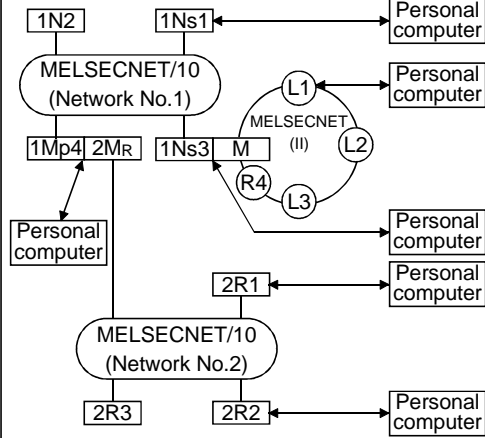 1N2
1Ns1
Personal
computer
MELSECNET/10
(Network No.1)
Personal
computer
L1
MELSECNET
(II)
L2
1Mp4
2MR
1Ns3
M
R4
L3
Personal
computer
Personal
computer
2R1
Personal
computer
MELSECNET/10
(Network No.2)
2R3
2R2
Personal
computer